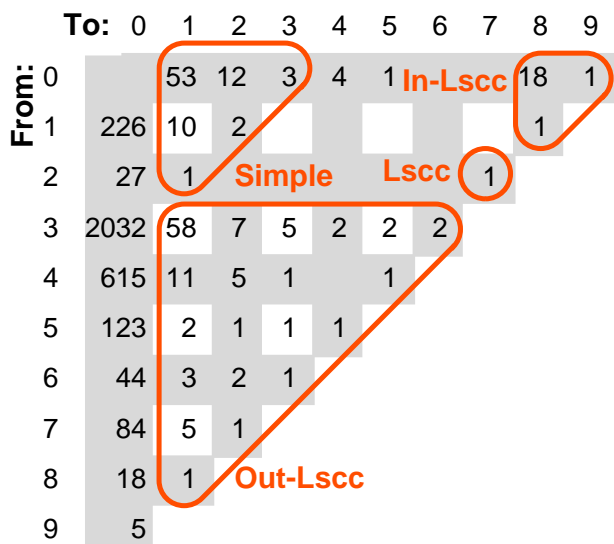 To: 0 1 2 3 4 5 6 7 8 9
From:
0 53 12 3 4 1 In-Lscc 18 1
1 226 10 2 1
2 27 1 Simple Lscc 1
3 2032 58 7 5 2 2 2
4 615 11 5 1 1
5 123 2 1 1 1
6 44 3 2 1
7 84 5 1
8 18 1 Out-Lscc
9 5